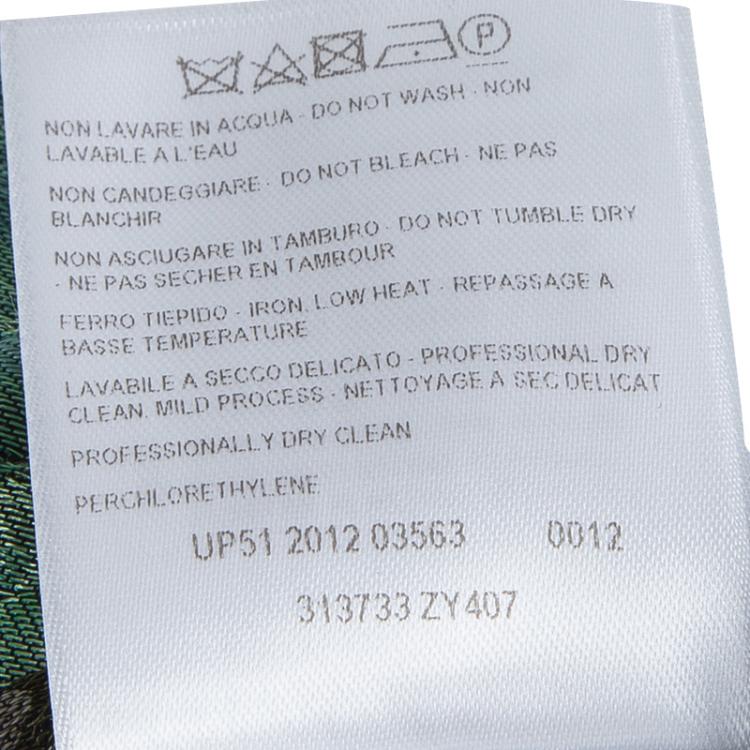 P
NON LAVARE IN ACQUA - DO NOT WASH - NON
LAVABLE A L'EAU
NON CANDEGGIARE - DO NOT BLEACH - NE PAS
BLANCHIR
NON ASCIUGARE IN TAMBURO - DO NOT TUMBLE DRY
- NE PAS SECHER EN TAMBOUR
FERRO TIEPIDO - IRON, LOW HEAT - REPASSAGE A
BASSE TEMPERATURE
LAVABILE A SECCO DELICATO - PROFESSIONAL DRY
CLEAN, MILD PROCESS - NETTOYAGE A SEC DELICAT
PROFESSIONALLY DRY CLEAN
PERCHLORETHYLENE
UP51 2012 03563 0012
313733 ZY407